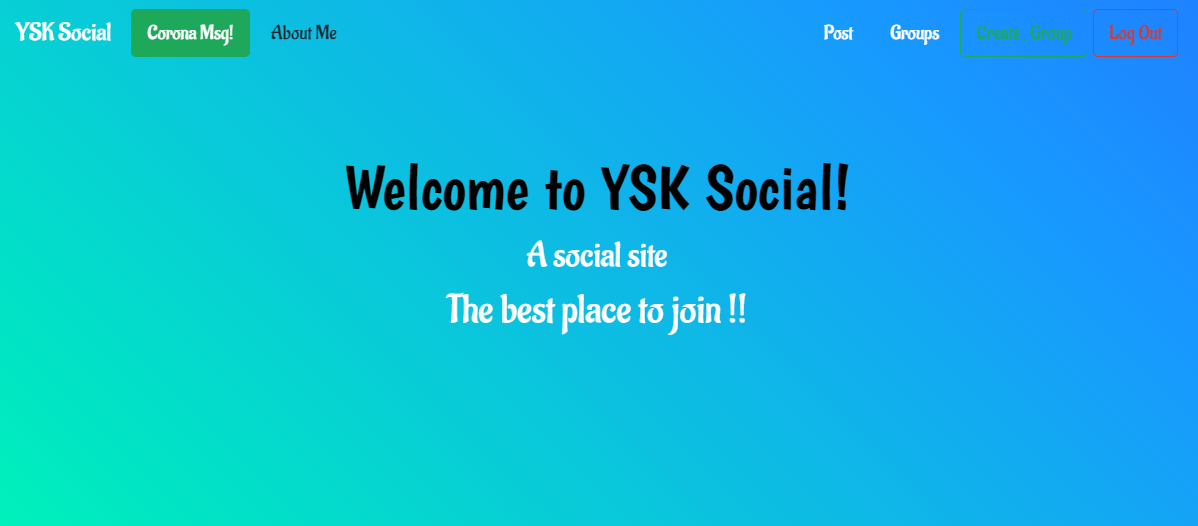 YSK Social Corona Msg! About Me Post Groups Create Group Log Out
Welcome to YSK Social!
A social site
The best place to join !!